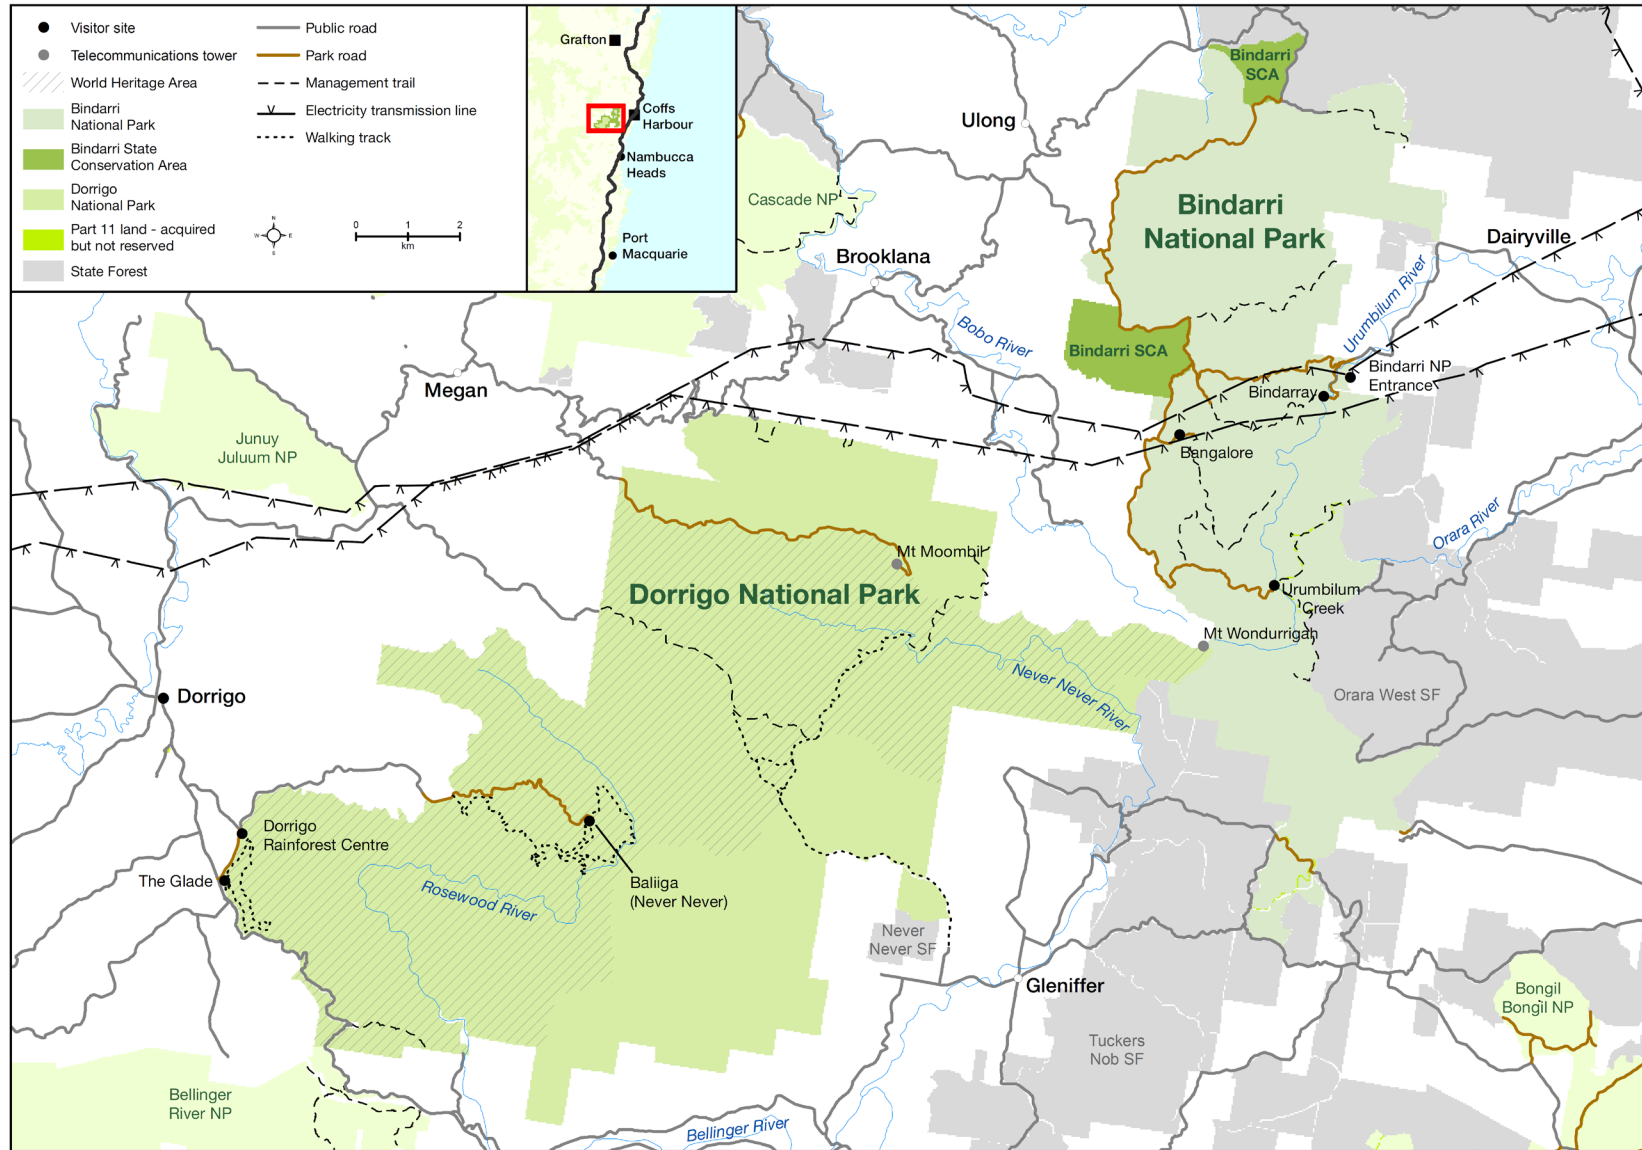 Visitor site
Telecommunications tower
World Heritage Area
Bindarri
National Park
Bindarri State
Conservation Area
Dorrigo
National Park
Part 11 land - acquired
but not reserved
State Forest
Public road
Park road
Management trail
Electricity transmission line
Walking track
N
W
E
S
0
1
2
km
Grafton
Coffs
Harbour
Nambucca
Heads
Port
Macquarie
Bindarri
SCA
Ulong
Cascade NP
Bindarri
National Park
Dairyville
Brooklana
Urumbilum River
Bobo River
Bindarri SCA
Bindarri NP
Entrance
Bindarray
Megan
Junuy
Juluum NP
Bangalore
Orara River
Mt Moombil
Dorrigo National Park
Urumbilum
Creek
Mt Wondurrigah
Never Never River
Orara West SF
Dorrigo
Dorrigo
Rainforest Centre
The Glade
Rosewood River
Baliiga
(Never Never)
Never
Never SF
Gleniffer
Bongil
Bongil NP
Tuckers
Nob SF
Bellinger
River NP
Bellinger River